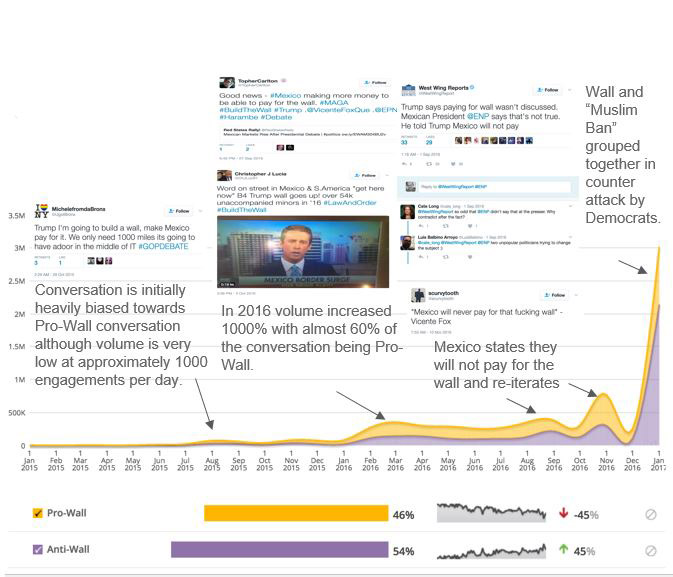 TopherCarlton
Follow
Good news - #Mexico making more money to
be able to pay for the wall. #MAGA
#BuildTheWall #Trump .@VicenteFoxQue .@EPN
#Harambe #Debate
Red States Rally!
Mexican Markets Rise After Presidential Debate
1
2
Christopher J Lucia
Follow
Word on street in Mexico & S.America "get here
now" B4 Trump wall goes up! over 54k
unaccompanied minors in '16 #LawAndOrder
#BuildTheWall
MEXICO BORDER SURGE
West Wing Reports
@WestWingReport
Follow
Trump says paying for wall wasn't discussed.
Mexican President @ENP says that's not true.
He told Trump Mexico will not pay
33
29
Reply to @WestWingReport @ENP
Cate Long
@WestWingReport so odd that @ENP didn't say that at the presser. Why
contradict after the fact?
Luis Balbino Arroyo
@cate_long @WestWingReport @ENP two unpopular politicians trying to change
the subject :)
scurvytooth
@scurvytooth
Follow
"Mexico will never pay for that fucking wall" -
Vicente Fox
Wall and
“Muslim
Ban”
grouped
together in
counter
attack by
Democrats.
I NY
MichelefromdaBronx
Follow
Trump I'm going to build a wall, make Mexico
pay for it. We only need 1000 miles its going to
have adoor in the middle of IT #GOPDEBATE
3
1
Conversation is initially
heavily biased towards
Pro-Wall conversation
although volume is very
low at approximately 1000
engagements per day.
In 2016 volume increased
1000% with almost 60% of
the conversation being Pro-
Wall.
Mexico states they
will not pay for the
wall and re-iterates
3.5M
3M
2.5M
2M
1.5M
1M
500K
0
1 1 1 1 1 1 1 1 1 1 1 1 1 1 1 1 1 1 1 1 1 1 1 1 1
Jan Feb Mar Apr May Jun Jul Aug Sep Oct Nov Dec Jan Feb Mar Apr May Jun Jul Aug Sep Oct Nov Dec Jan
2015 2015 2015 2015 2015 2015 2015 2015 2015 2015 2015 2015 2016 2016 2016 2016 2016 2016 2016 2016 2016 2016 2016 2016 2017
Pro-Wall 46% -45%
Anti-Wall 54% 45%